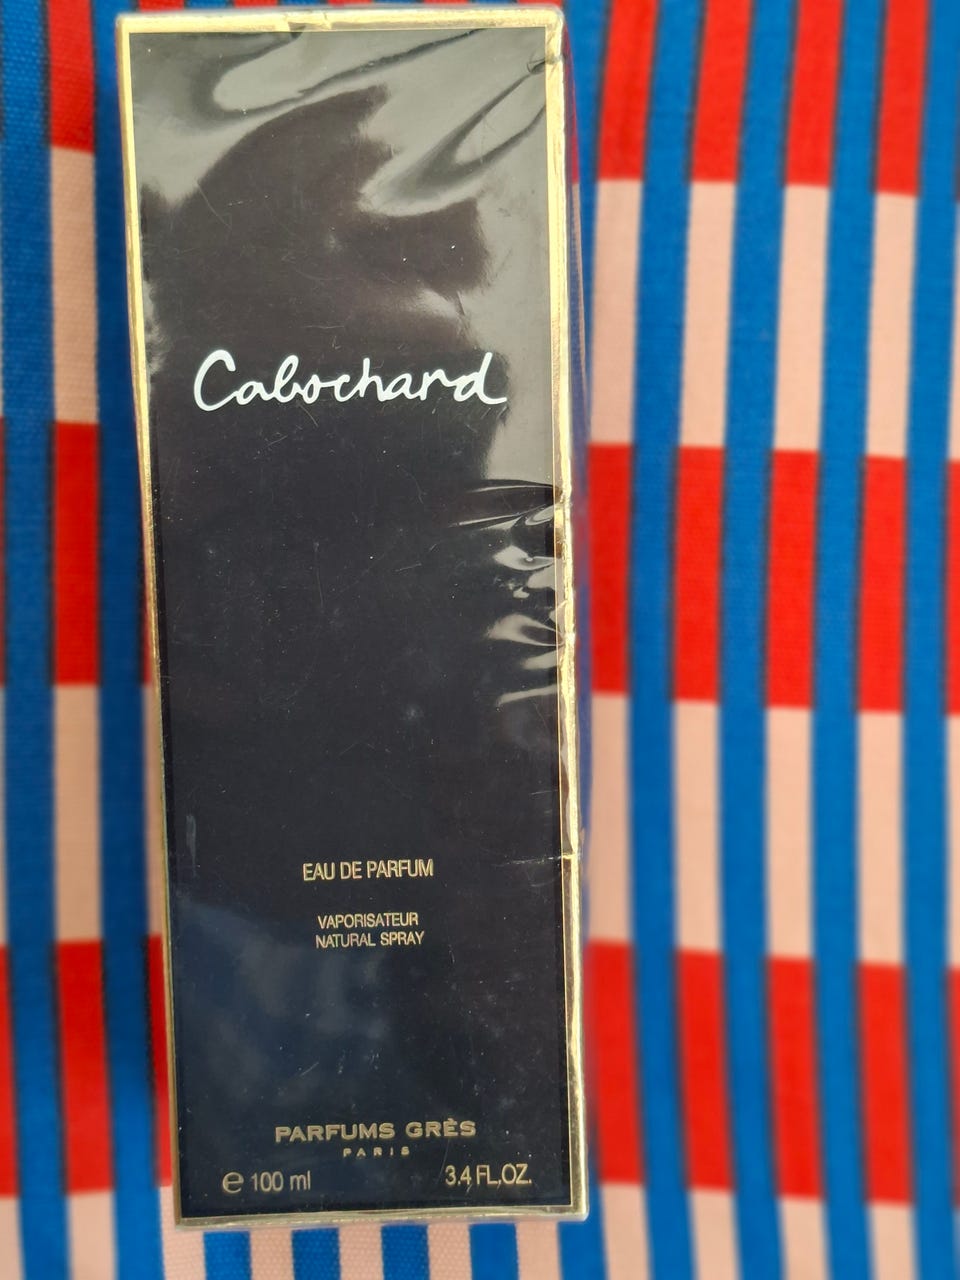 Cabochard
EAU DE PARFUM
VAPORISATEUR
NATURAL SPRAY
PARFUMS GRÈS
PARIS
℮ 100 ml 3.4 FL,OZ.